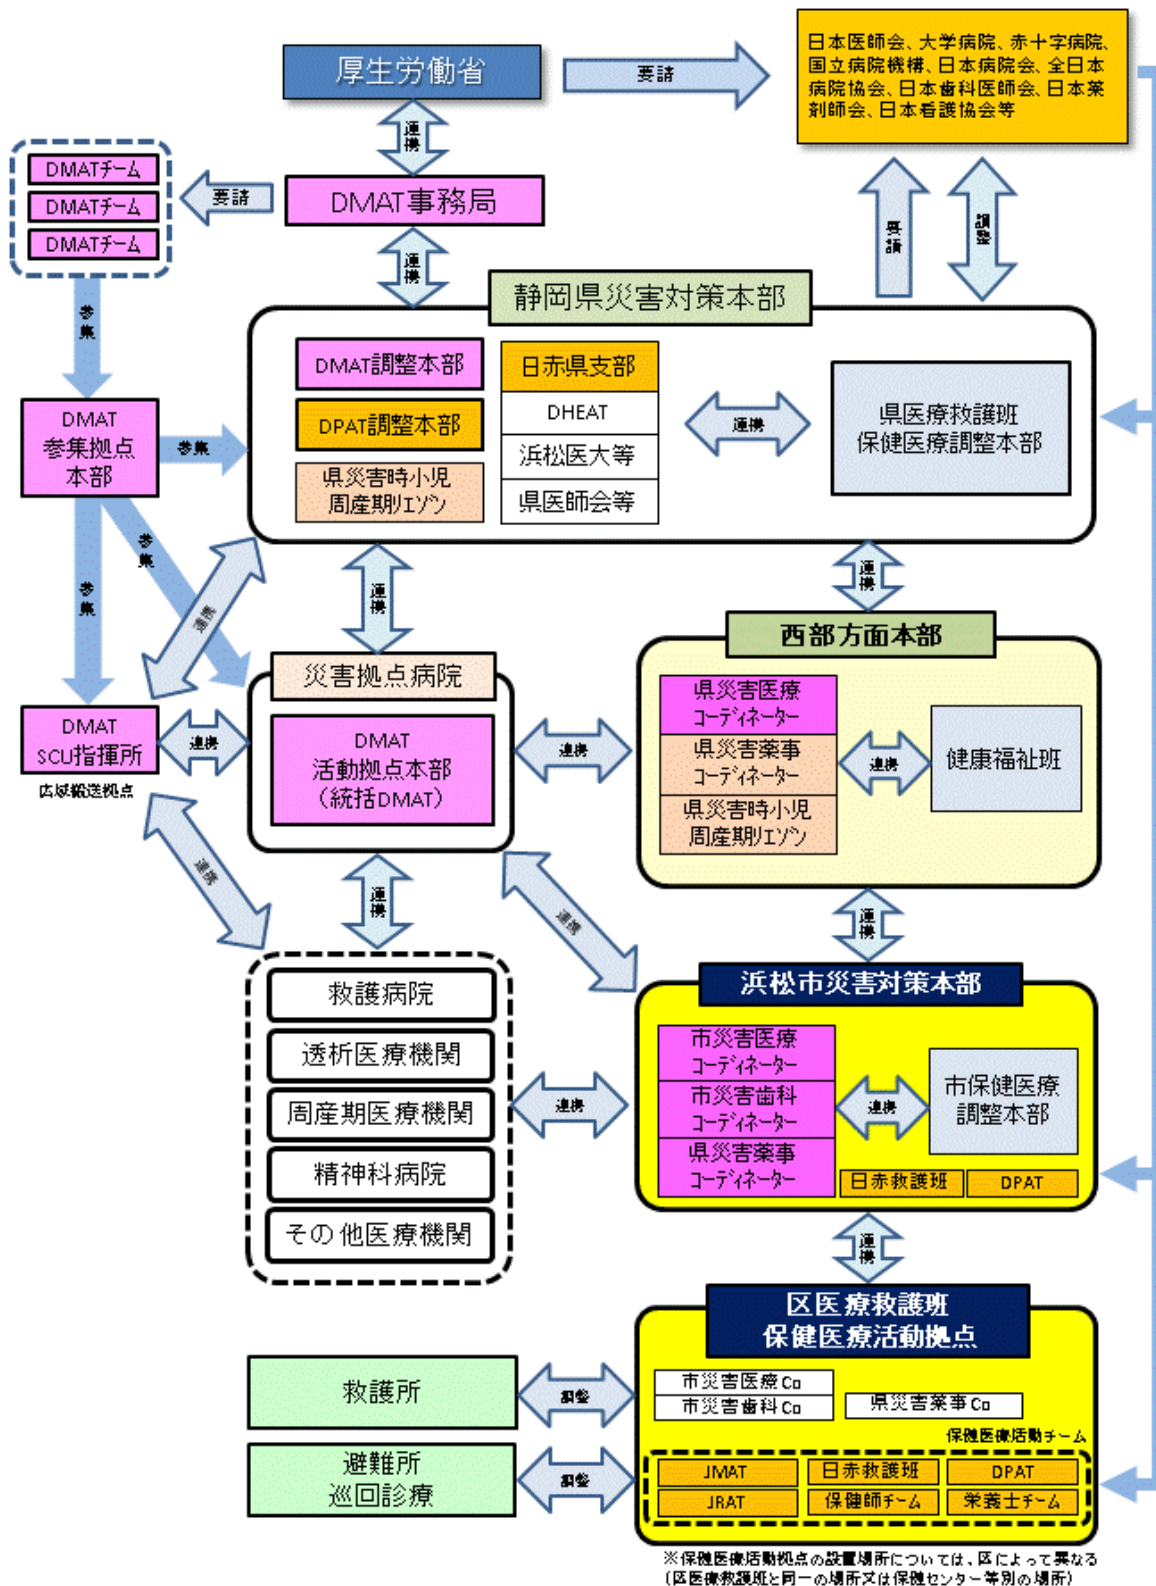 厚生労働省
要請
日本医師会、大学病院、赤十字病院、
国立病院機構、日本病院会、全日本
病院協会、日本歯科医師会、日本薬
剤師会、日本看護協会等
連携
DMATチーム
DMATチーム
DMATチーム
要請
DMAT事務局
連携
要請
調整
参集
静岡県災害対策本部
DMAT調整本部
DPAT調整本部
県災害時小児
周産期リエゾン
日赤県支部
DHEAT
浜松医大等
県医師会等
連携
県医療救護班
保健医療調整本部
DMAT
参集拠点
本部
参集
参集
参集
連携
連携
連携
西部方面本部
県災害医療
コーディネーター
県災害薬事
コーディネーター
県災害時小児
周産期リエゾン
連携
健康福祉班
災害拠点病院
DMAT
活動拠点本部
（統括DMAT）
連携
DMAT
SCU指揮所
連携
広域搬送拠点
連携
連携
連携
連携
救護病院
透析医療機関
周産期医療機関
精神科病院
その他医療機関
連携
浜松市災害対策本部
市災害医療
コーディネーター
市災害歯科
コーディネーター
県災害薬事
コーディネーター
連携
市保健医療
調整本部
日赤救護班
DPAT
連携
区医療救護班
保健医療活動拠点
市災害医療Co
市災害歯科Co
県災害薬事Co
保健医療活動チーム
JMAT
日赤救護班
DPAT
JRAT
保健師チーム
栄養士チーム
救護所
調整
避難所
巡回診療
調整
※保健医療活動拠点の設置場所については、区によって異なる
（区医療救護班と同一の場所又は保健センター等別の場所）